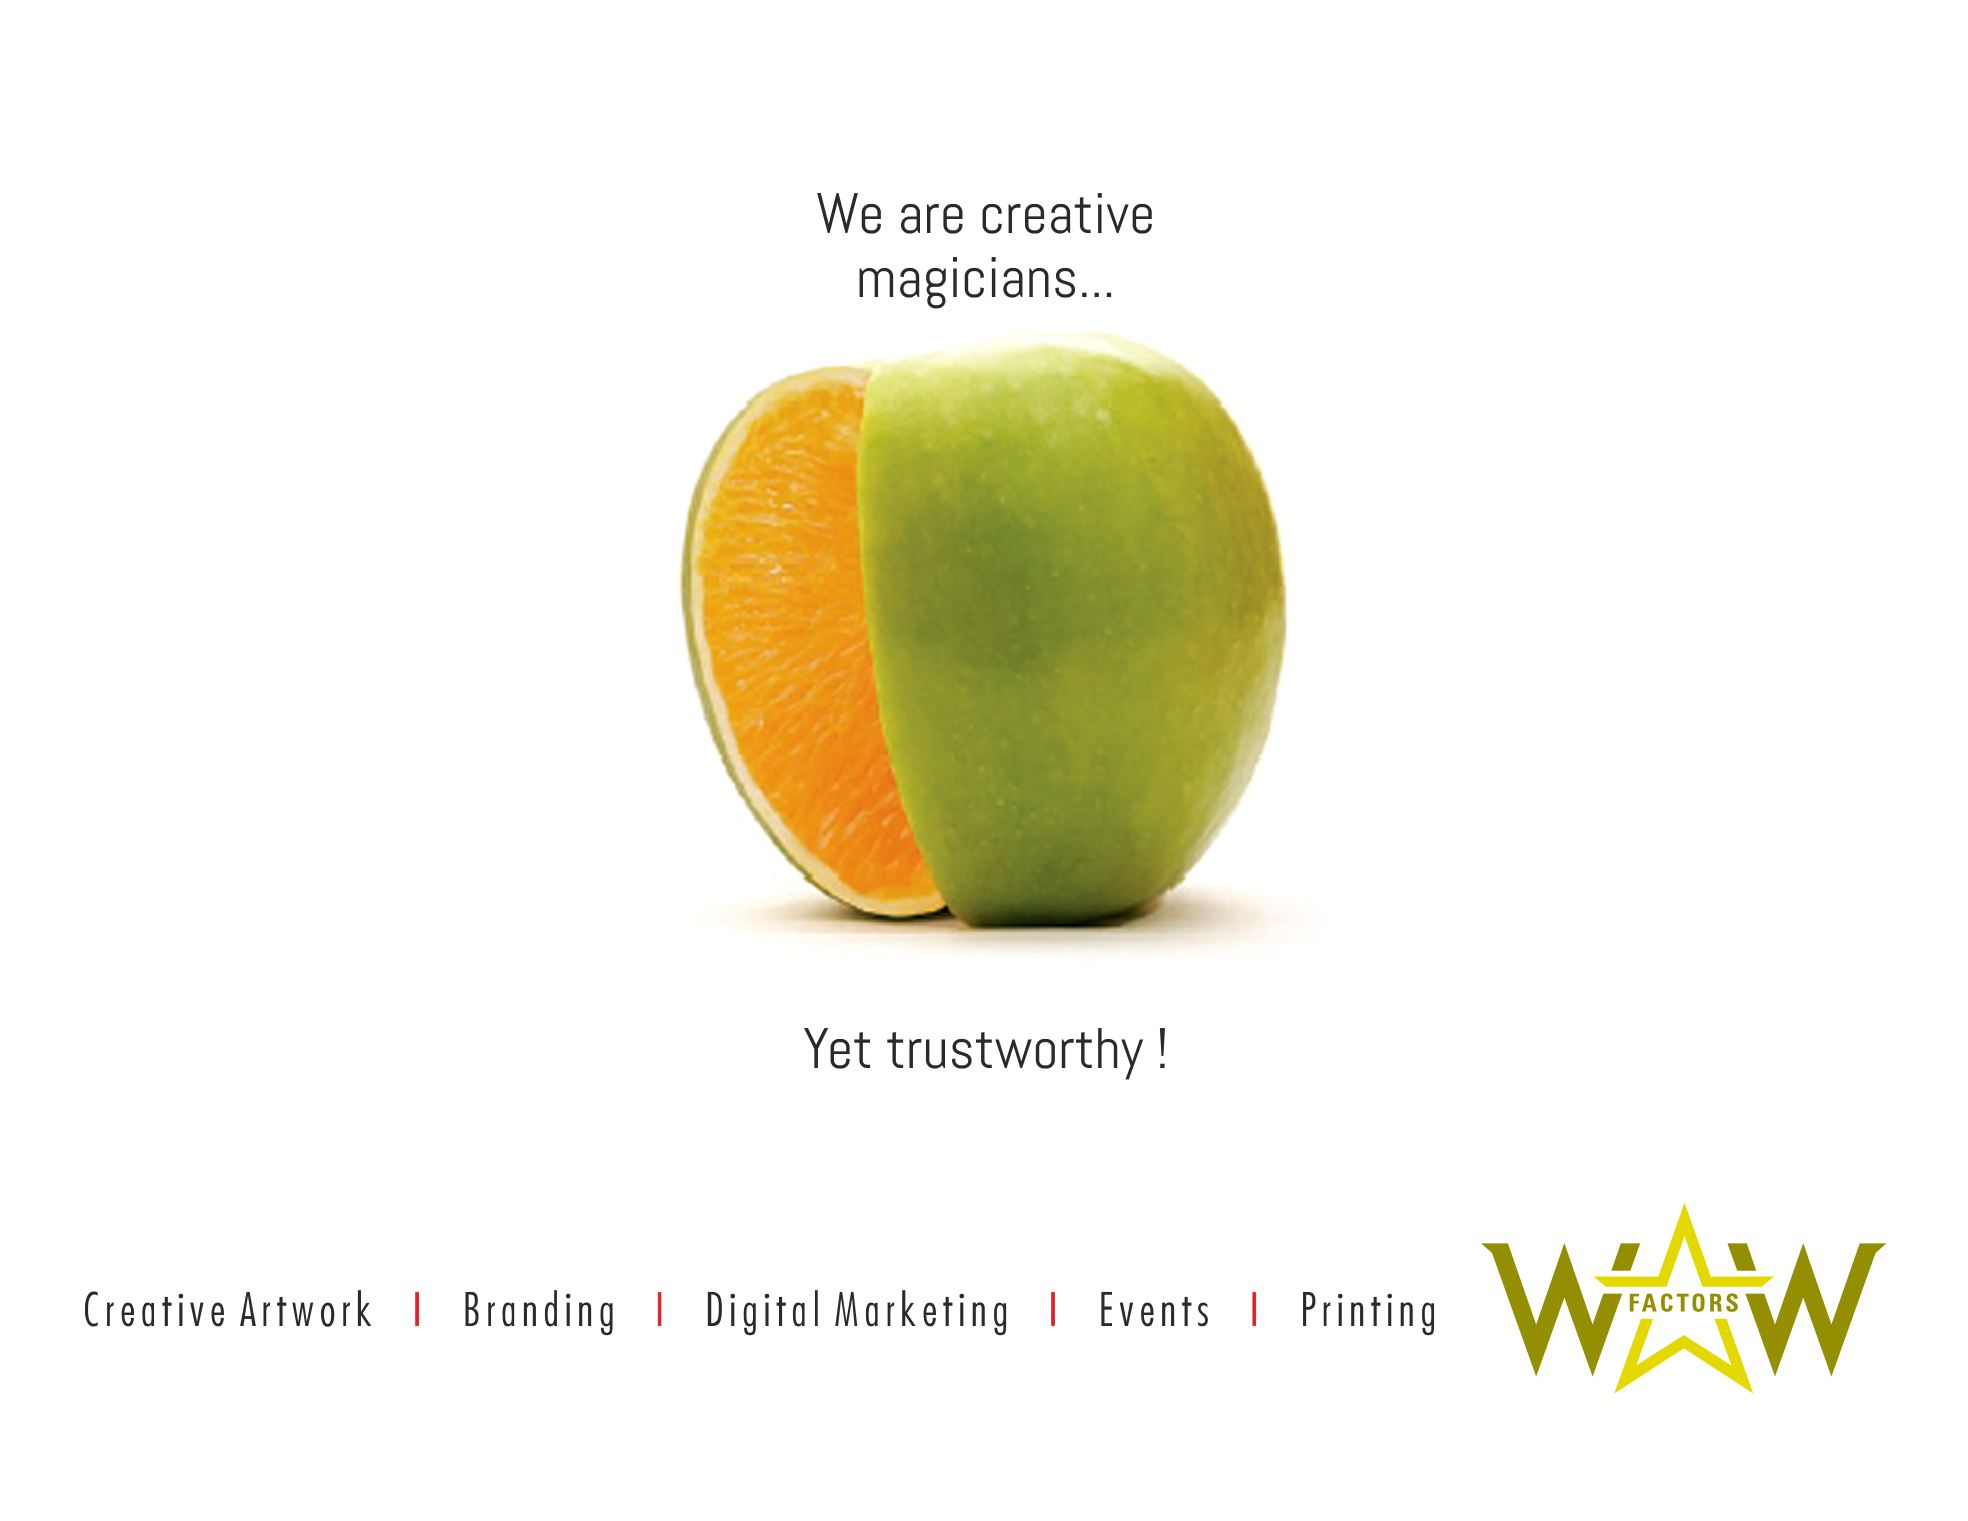 We are creative
magicians...
Yet trustworthy !
Creative Artwork | Branding | Digital Marketing | Events | Printing
WOW
FACTORS